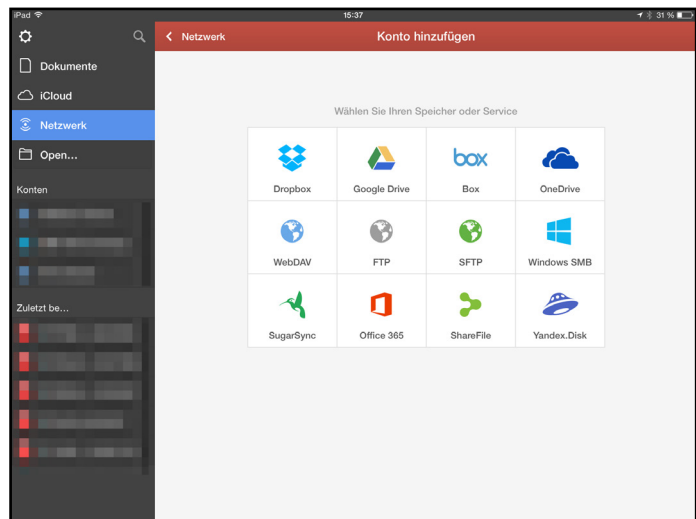 iPad 15:37 31 %
Netzwerk Konto hinzufügen
Dokumente
iCloud
Netzwerk
Open...
Konten
Zuletzt be...
Wählen Sie Ihren Speicher oder Service
Dropbox Google Drive box Box OneDrive
WebDAV FTP SFTP Windows SMB
SugarSync Office 365 ShareFile Yandex.Disk